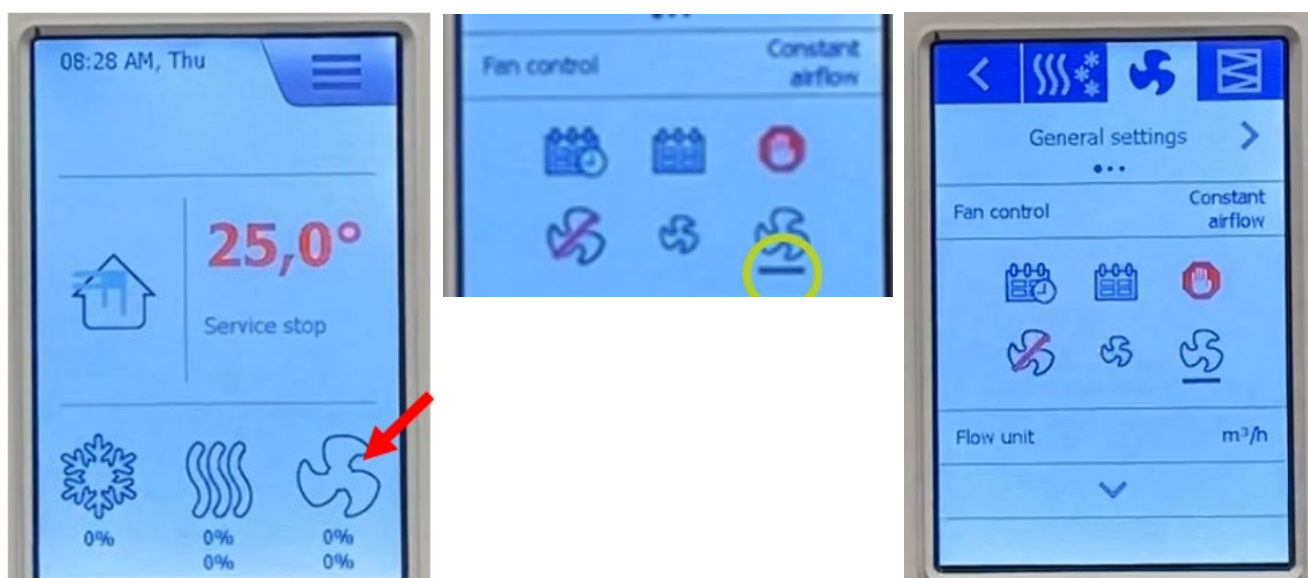 08:28 AM, Thu
25,0°
Service stop
0%
0%
0%
0%
0%
Fan control
Constant
airflow
General settings
Fan control
Constant
airflow
Flow unit
m³/h